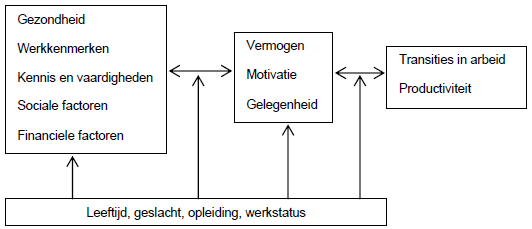 Gezondheid
Werkkenmerken
Kennis en vaardigheden
Sociale factoren
Financiele factoren
Vermogen
Motivatie
Gelegenheid
Transities in arbeid
Productiviteit
Leeftijd, geslacht, opleiding, werkstatus